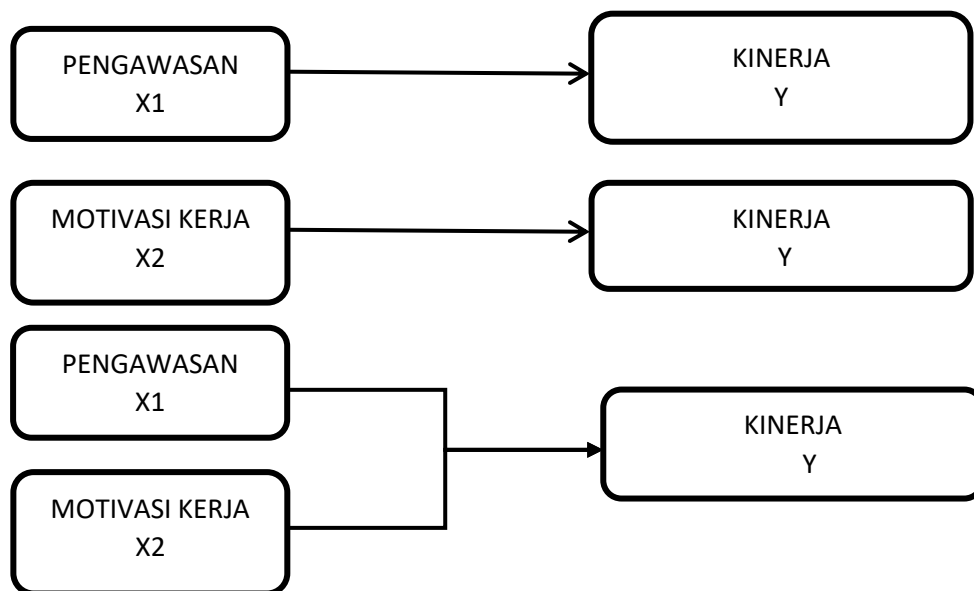 PENGAWASAN
X1
KINERJA
Y
MOTIVASI KERJA
X2
KINERJA
Y
PENGAWASAN
X1
MOTIVASI KERJA
X2
KINERJA
Y